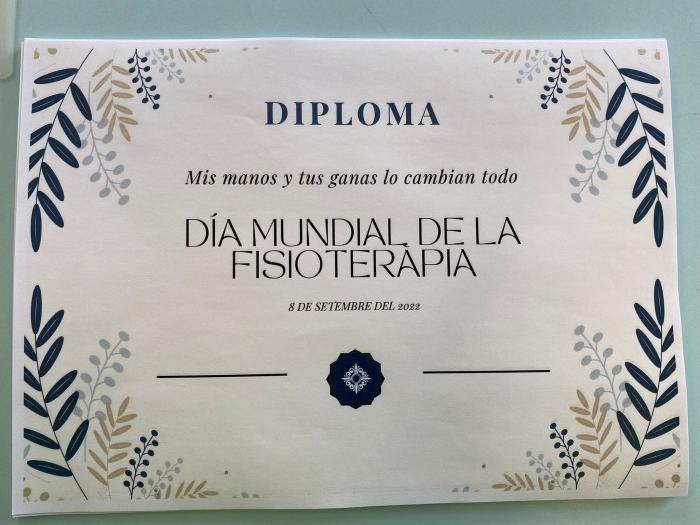 DIPLOMA
Mis manos y tus ganas lo cambian todo
DÍA MUNDIAL DE LA
FISIOTERÀPIA
8 DE SETEMBRE DEL 2022